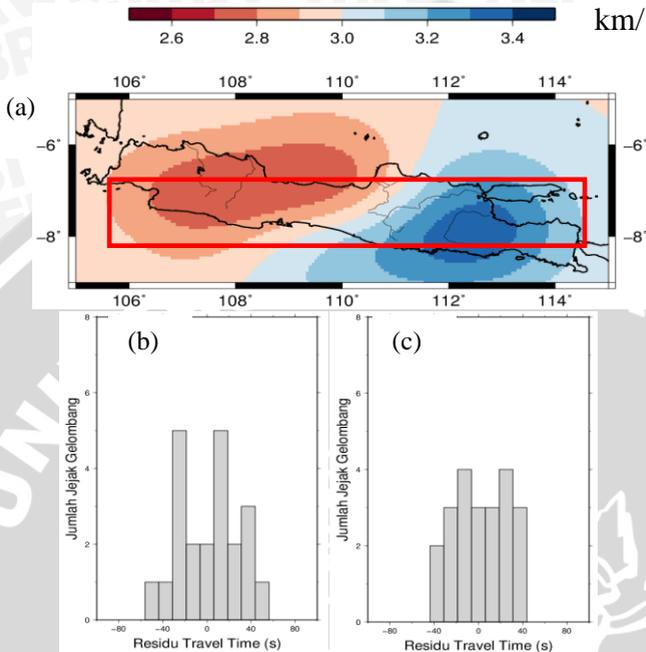 km/
2.6 2.8 3.0 3.2 3.4
106° 108° 110° 112° 114°
(a)
−6° −6°
−8° −8°
106° 108° 110° 112° 114°
(b)
8
6
4
2
0
Jumlah Jejak Gelombang
−80 −40 0 40 80
Residu Travel Time (s)
(c)
8
6
4
2
0
Jumlah Jejak Gelombang
−80 −40 0 40 80
Residu Travel Time (s)